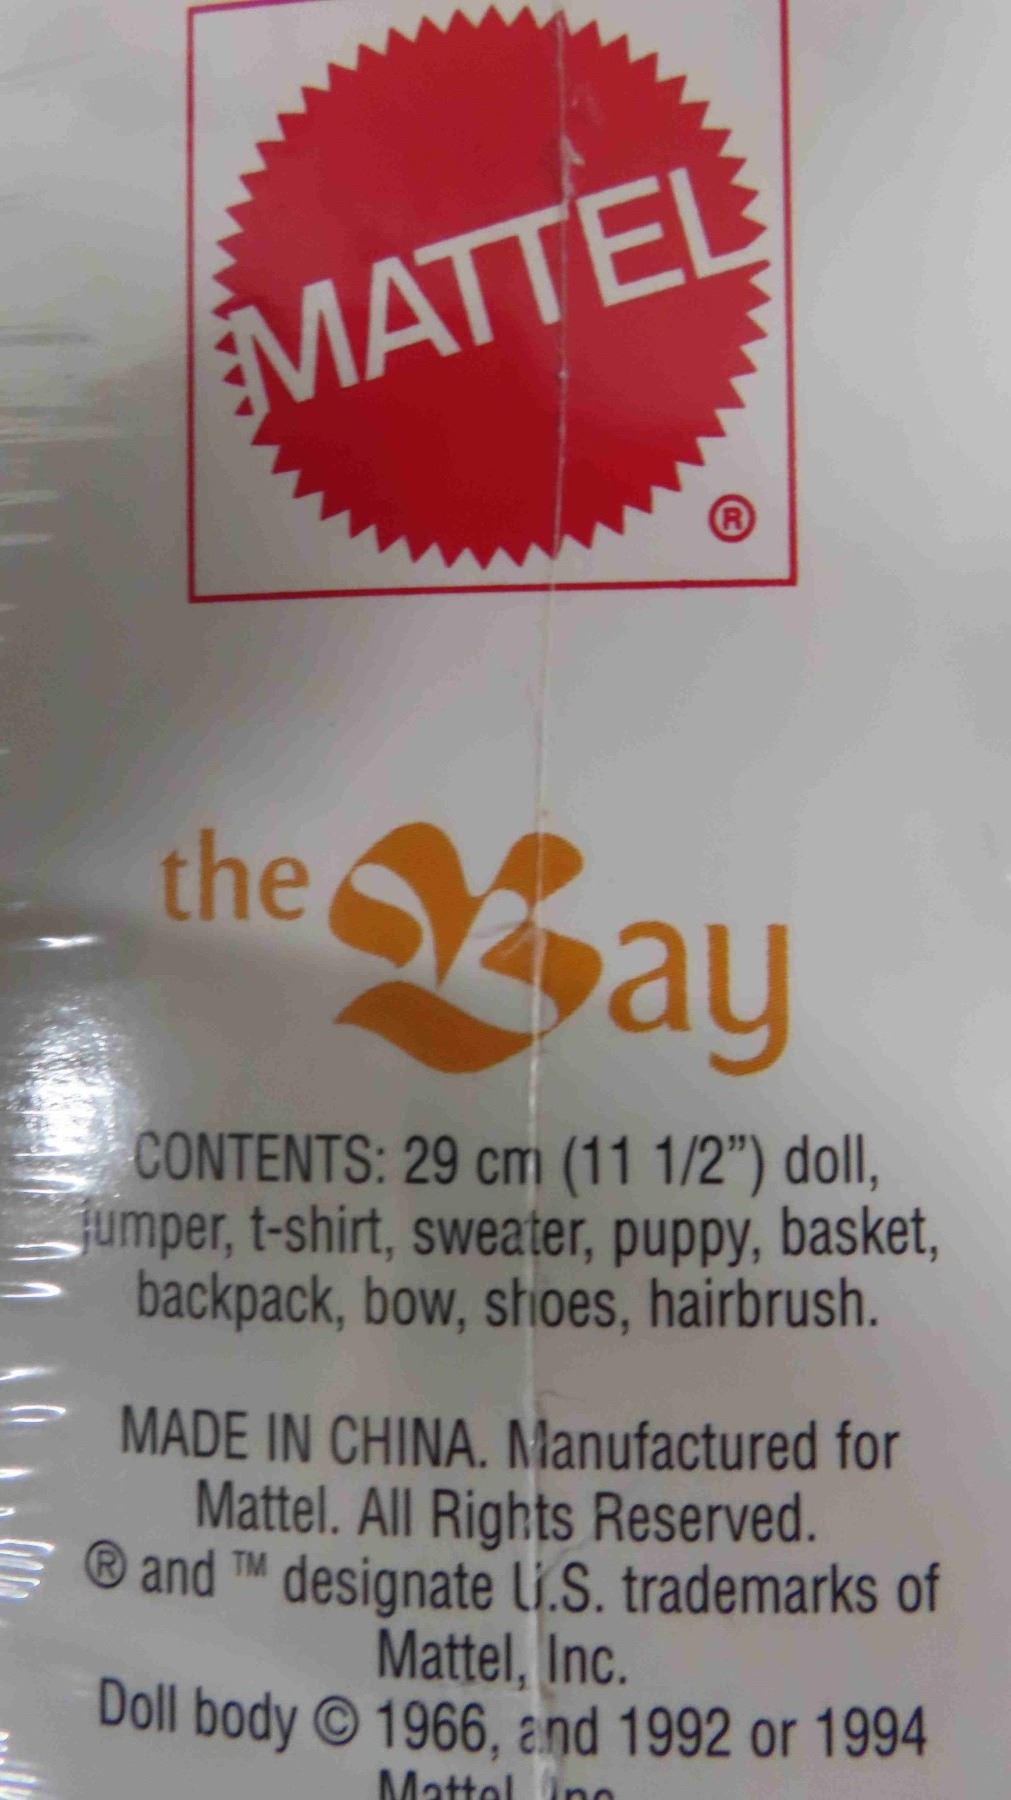 MATTEL
®
the Bay
CONTENTS: 29 cm (11 1/2”) doll,
jumper, t-shirt, sweater, puppy, basket,
backpack, bow, shoes, hairbrush.
MADE IN CHINA. Manufactured for
Mattel. All Rights Reserved.
® and ™ designate U.S. trademarks of
Mattel, Inc.
Doll body © 1966, and 1992 or 1994
Mattel, Inc.